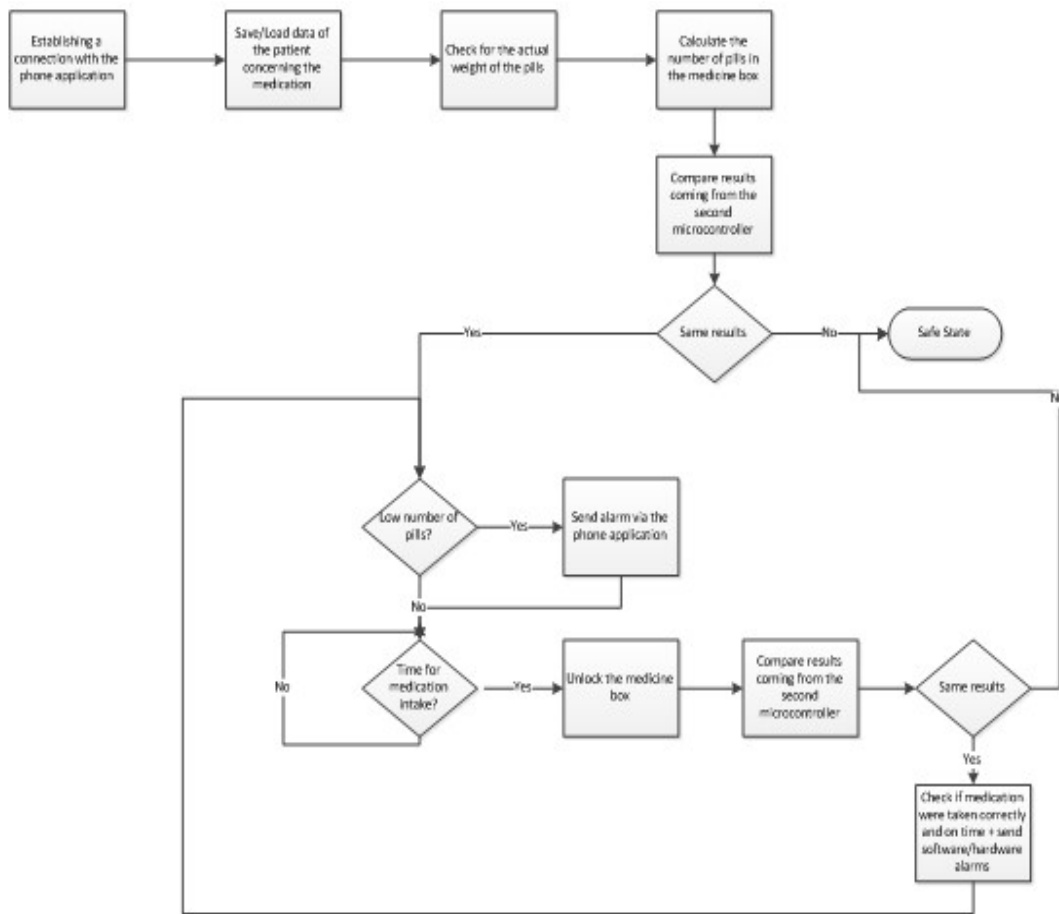 Establishing a
connection with the
phone application
Save/Load data of
the patient
concerning the
medication
Check for the actual
weight of the pills
Calculate the
number of pills in
the medicine box
Compare results
coming from the
second
microcontroller
Same results
Yes
No
Safe State
N
Low number of
pills?
Yes
Send alarm via the
phone application
No
Time for
medication
intake?
No
Yes
Unlock the medicine
box
Compare results
coming from the
second
microcontroller
Same results
Yes
Check if medication
were taken correctly
and on time + send
software/hardware
alarms